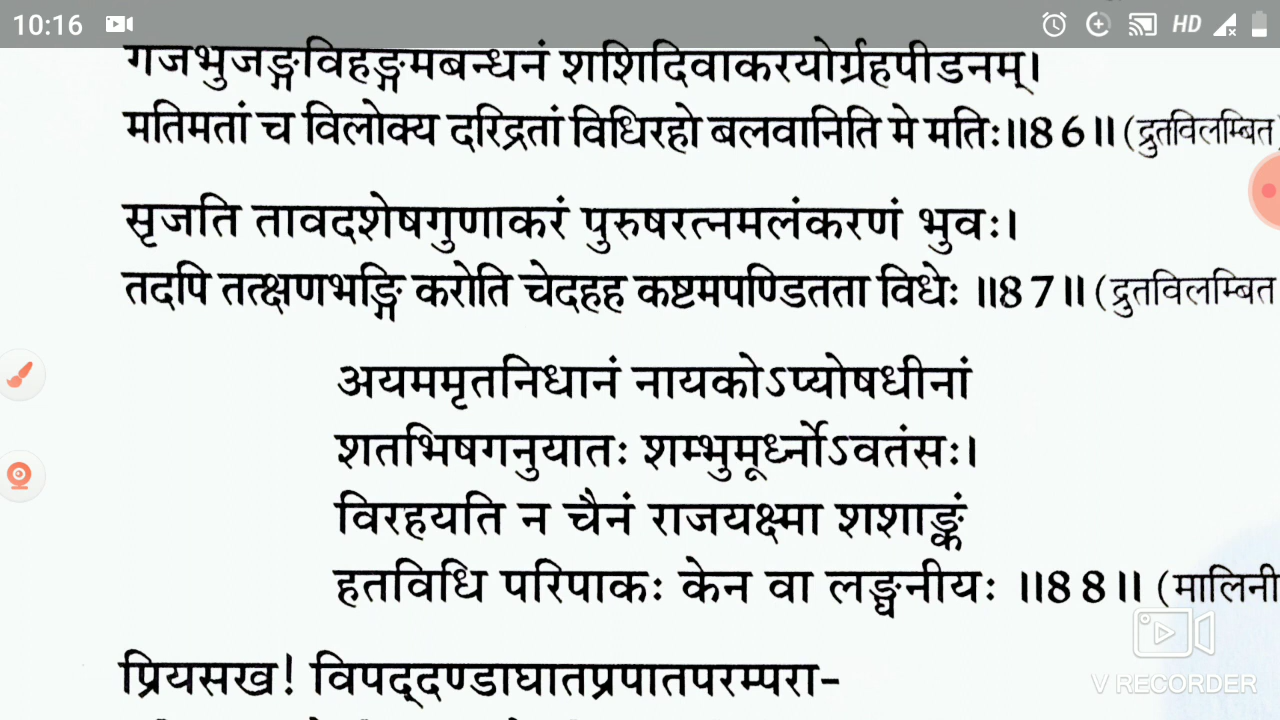 10:16 HD
गजभुजङ्गविहङ्गमबन्धनं शशिदिवाकरयोर्ग्रहपीडनम्।
मतिमतां च विलोक्य दरिद्रतां विधिरहो बलवानिति मे मतिः॥86॥ (द्रुतविलम्बित)
सृजति तावदशेषगुणाकरं पुरुषरत्नमलंकरणं भुवः।
तदपि तत्क्षणभङ्गि करोति चेदहह कष्टमपण्डितता विधेः ॥87॥ (द्रुतविलम्बित
अयममृतनिधानं नायकोऽप्योषधीनां
शतभिषगनुयातः शम्भुमूर्ध्नोऽवतंसः।
विरहयति न चैनं राजयक्ष्मा शशाङ्कं
हतविधि परिपाकः केन वा लङ्घनीयः ॥88॥ (मालिनी
प्रियसख! विपद्दण्डाघातप्रपातपरम्परा-
V RECORDER